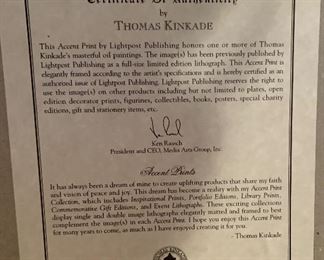 Certificate Of Authenticity
by
THOMAS KINKADE
This Accent Print by Lightpost Publishing honors one or more of Thomas
Kinkade's masterful oil paintings. The image(s) has been previously published by
Lightpost Publishing as a full-size limited edition lithograph. This Accent Print is
elegantly framed according to the artist's specifications and is hereby certified as an
authorized issue of Lightpost Publishing. Lightpost Publishing reserves the right to
use the image(s) on other products including but not limited to plates, open
edition decorator prints, figurines, collectibles, books, posters, special charity
editions, gift and stationery items, etc.
Ken Raasch
President and CEO, Media Arts Group, Inc.
Accent Prints
It has always been a dream of mine to create uplifting products that share my faith
and vision of peace and joy. This dream has become a reality with my Accent Print
Collection, which includes Inspirational Prints, Portfolio Editions, Library Prints,
Commemorative Gift Editions, and Event Lithographs. These exciting collections
display single and double image lithographs elegantly matted and framed to best
complement the image(s) in each Accent Print. I hope you enjoy this collection
for many years to come, as much as I have enjoyed creating it for you.
- Thomas Kinkade